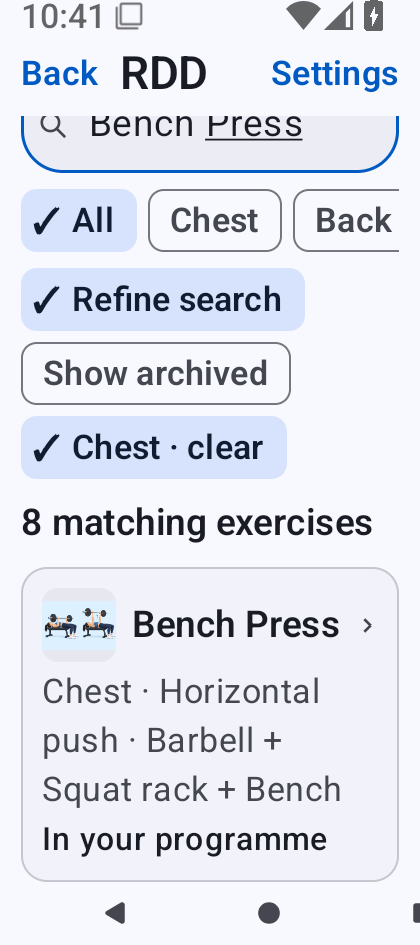 10:41
Back RDD Settings
Bench Press
✓ All Chest Back
✓ Refine search
Show archived
✓ Chest · clear
8 matching exercises
Bench Press ›
Chest · Horizontal
push · Barbell +
Squat rack + Bench
In your programme